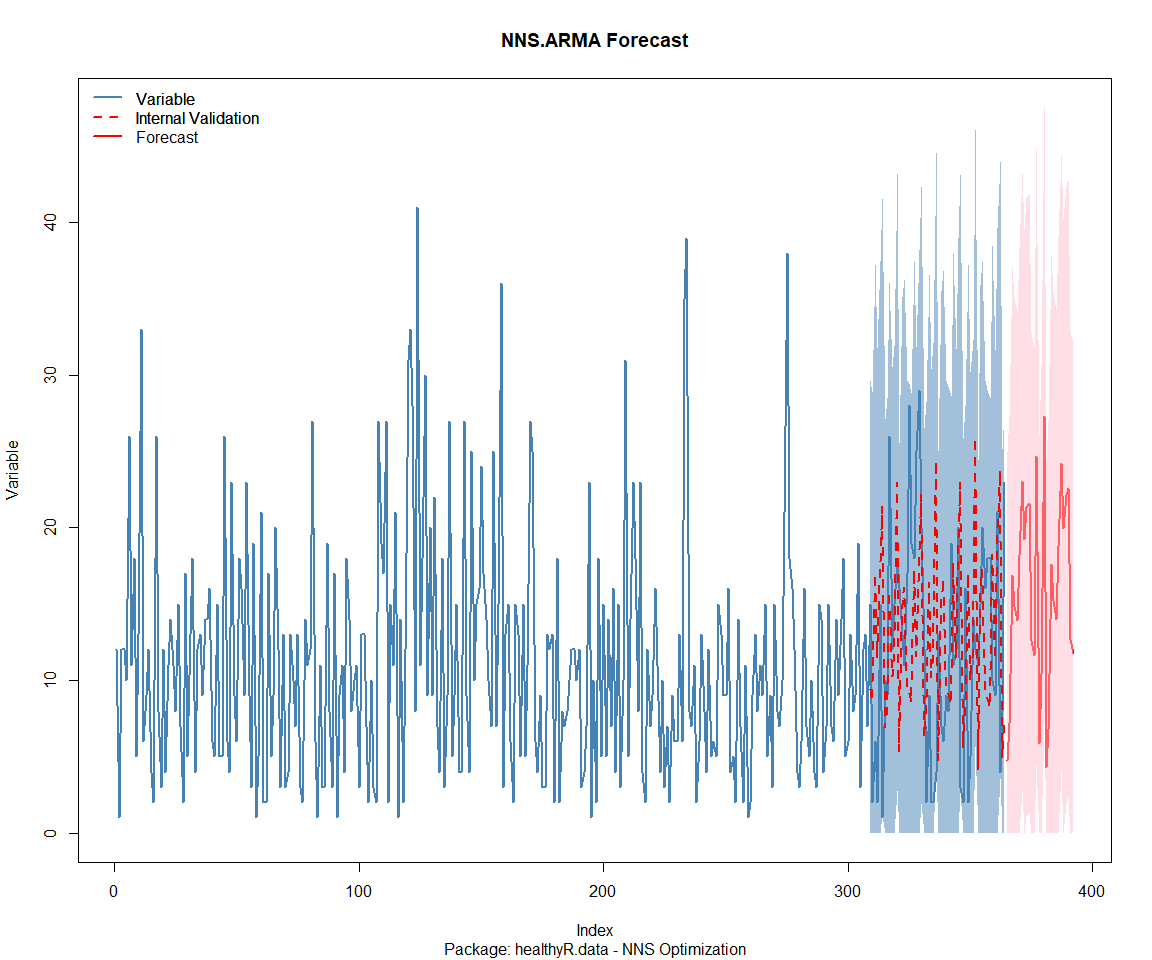 NNS.ARMA Forecast
Variable
Internal Validation
Forecast
Variable
40
30
20
10
0
0 100 200 300 400
Index
Package: healthyR.data - NNS Optimization